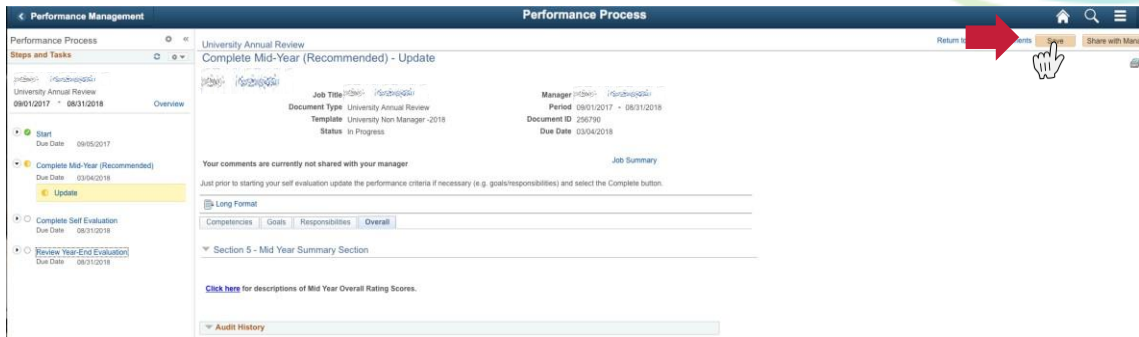 Performance Management
Performance Process
Performance Process
Steps and Tasks
University Annual Review
09/01/2017 - 08/31/2018 Overview
Start
Due Date 09/05/2017
Complete Mid-Year (Recommended)
Due Date 03/04/2018
Update
Complete Self Evaluation
Due Date 08/31/2018
Review Year-End Evaluation
Due Date 08/31/2018
University Annual Review
Return to
Save
Share with
Complete Mid-Year (Recommended) - Update
Job Title
Manager
Document Type University Annual Review
Period 09/01/2017 - 08/31/2018
Template University Non Manager -2018
Document ID 256790
Status In Progress
Due Date 03/04/2018
Your comments are currently not shared with your manager
Job Summary
Just prior to starting your self evaluation update the performance criteria if necessary (e.g. goals/responsibilities) and select the Complete button.
Long Format
Competencies Goals Responsibilities Overall
Section 5 - Mid Year Summary Section
Click here for descriptions of Mid Year Overall Rating Scores.
Audit History